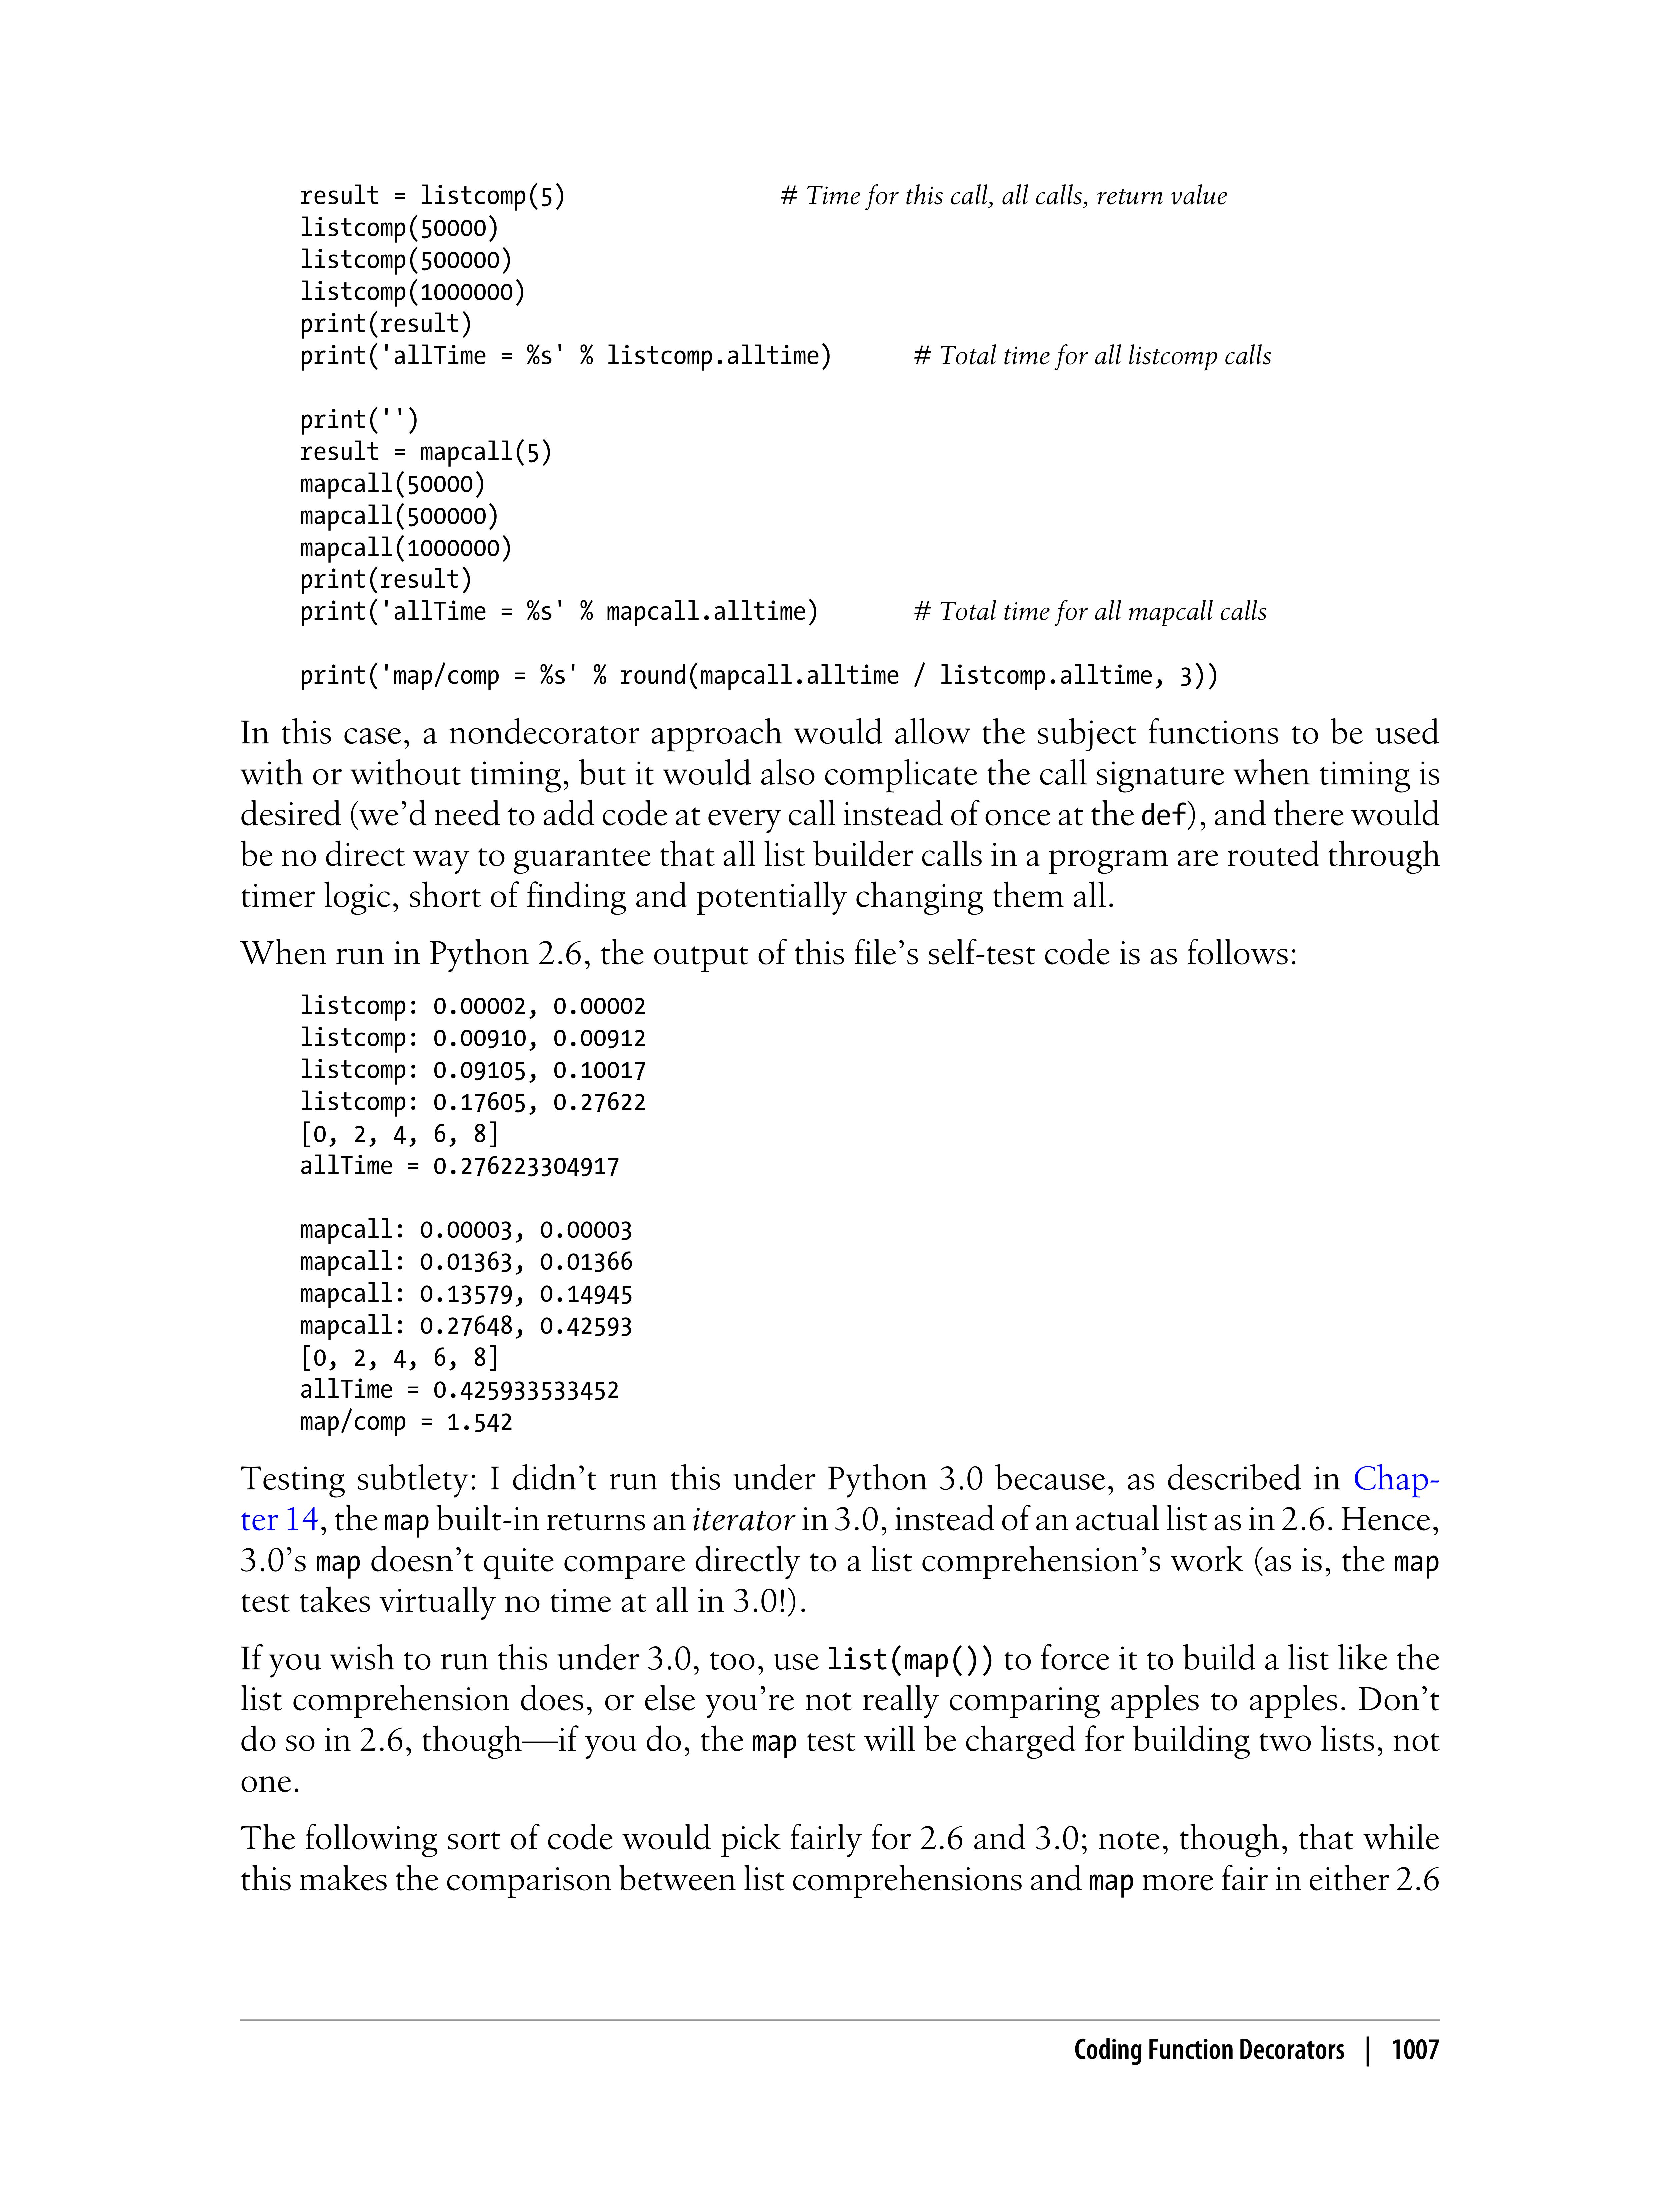 result = listcomp(5)                # Time for this call, all calls, return value
listcomp(50000)
listcomp(500000)
listcomp(1000000)
print(result)
print('allTime = %s' % listcomp.alltime)      # Total time for all listcomp calls
print('')
result = mapcall(5)
mapcall(50000)
mapcall(500000)
mapcall(1000000)
print(result)
print('allTime = %s' % mapcall.alltime)       # Total time for all mapcall calls
print('map/comp = %s' % round(mapcall.alltime / listcomp.alltime, 3))
In this case, a nondecorator approach would allow the subject functions to be used
with or without timing, but it would also complicate the call signature when timing is
desired (we’d need to add code at every call instead of once at the def), and there would
be no direct way to guarantee that all list builder calls in a program are routed through
timer logic, short of finding and potentially changing them all.
When run in Python 2.6, the output of this file’s self-test code is as follows:
listcomp: 0.00002, 0.00002
listcomp: 0.00910, 0.00912
listcomp: 0.09105, 0.10017
listcomp: 0.17605, 0.27622
[0, 2, 4, 6, 8]
allTime = 0.276223304917
mapcall: 0.00003, 0.00003
mapcall: 0.01363, 0.01366
mapcall: 0.13579, 0.14945
mapcall: 0.27648, 0.42593
[0, 2, 4, 6, 8]
allTime = 0.425933533452
map/comp = 1.542
Testing subtlety: I didn’t run this under Python 3.0 because, as described in Chap-
ter 14, the map built-in returns an iterator in 3.0, instead of an actual list as in 2.6. Hence,
3.0’s map doesn’t quite compare directly to a list comprehension’s work (as is, the map
test takes virtually no time at all in 3.0!).
If you wish to run this under 3.0, too, use list(map()) to force it to build a list like the
list comprehension does, or else you’re not really comparing apples to apples. Don’t
do so in 2.6, though—if you do, the map test will be charged for building two lists, not
one.
The following sort of code would pick fairly for 2.6 and 3.0; note, though, that while
this makes the comparison between list comprehensions and map more fair in either 2.6
Coding Function Decorators | 1007